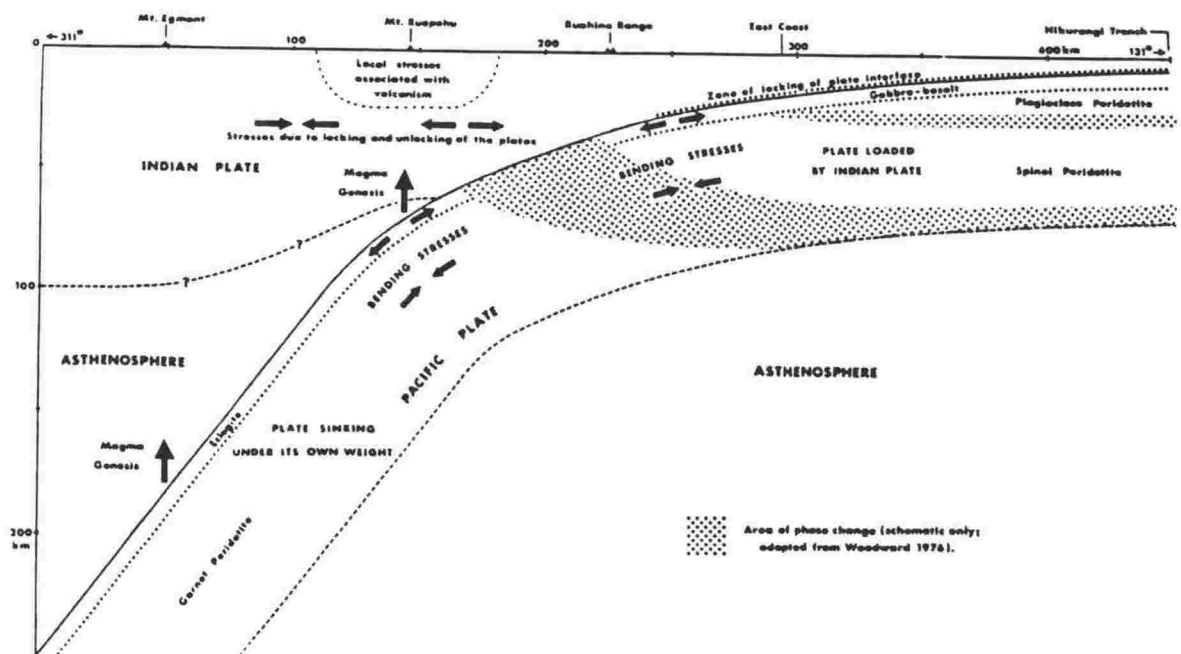 Mt. Egmont
Mt. Ruapehu
Ruahine Range
East Coast
Hikurangi Trench
0
←311°
100
200
300
400 km
131°→
Local stresses
associated with
volcanism
Zone of locking of plate interface
Gabbro-basalt
Plagioclase Peridotite
Stresses due to locking and unlocking of the plates
INDIAN PLATE
Magma
Genesis
BENDING STRESSES
PLATE LOADED
BY INDIAN PLATE
Spinel Peridotite
?
?
100
BENDING STRESSES
PACIFIC PLATE
ASTHENOSPHERE
ASTHENOSPHERE
Eclogite
PLATE SINKING
UNDER ITS OWN WEIGHT
Magma
Genesis
200
km
Garnet Peridotite
Area of phase change (schematic only;
adapted from Woodward 1976).